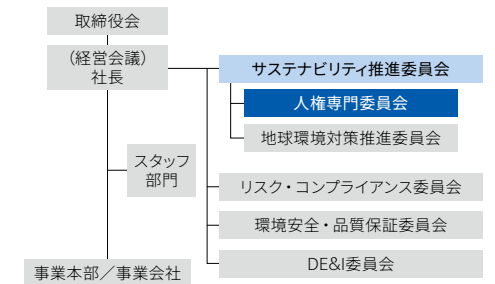 取締役会
（経営会議）
社長
サステナビリティ推進委員会
人権専門委員会
地球環境対策推進委員会
スタッフ
部門
リスク・コンプライアンス委員会
環境安全・品質保証委員会
DE&I委員会
事業本部／事業会社